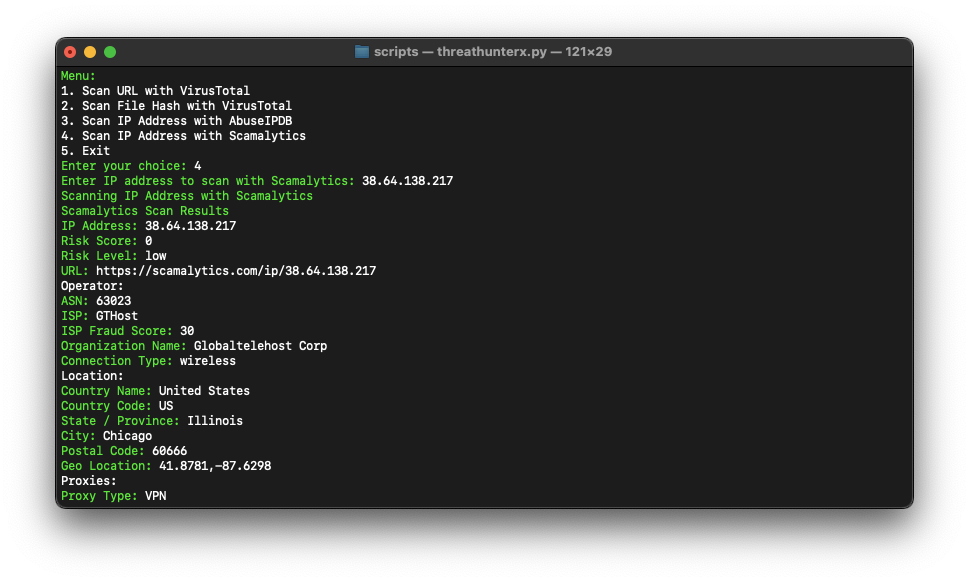 scripts — threathunterx.py — 121×29
Menu:
1. Scan URL with VirusTotal
2. Scan File Hash with VirusTotal
3. Scan IP Address with AbuseIPDB
4. Scan IP Address with Scamalytics
5. Exit
Enter your choice: 4
Enter IP address to scan with Scamalytics: 38.64.138.217
Scanning IP Address with Scamalytics
Scamalytics Scan Results
IP Address: 38.64.138.217
Risk Score: 0
Risk Level: low
URL: https://scamalytics.com/ip/38.64.138.217
Operator:
ASN: 63023
ISP: GTHost
ISP Fraud Score: 30
Organization Name: Globaltelehost Corp
Connection Type: wireless
Location:
Country Name: United States
Country Code: US
State / Province: Illinois
City: Chicago
Postal Code: 60666
Geo Location: 41.8781,-87.6298
Proxies:
Proxy Type: VPN